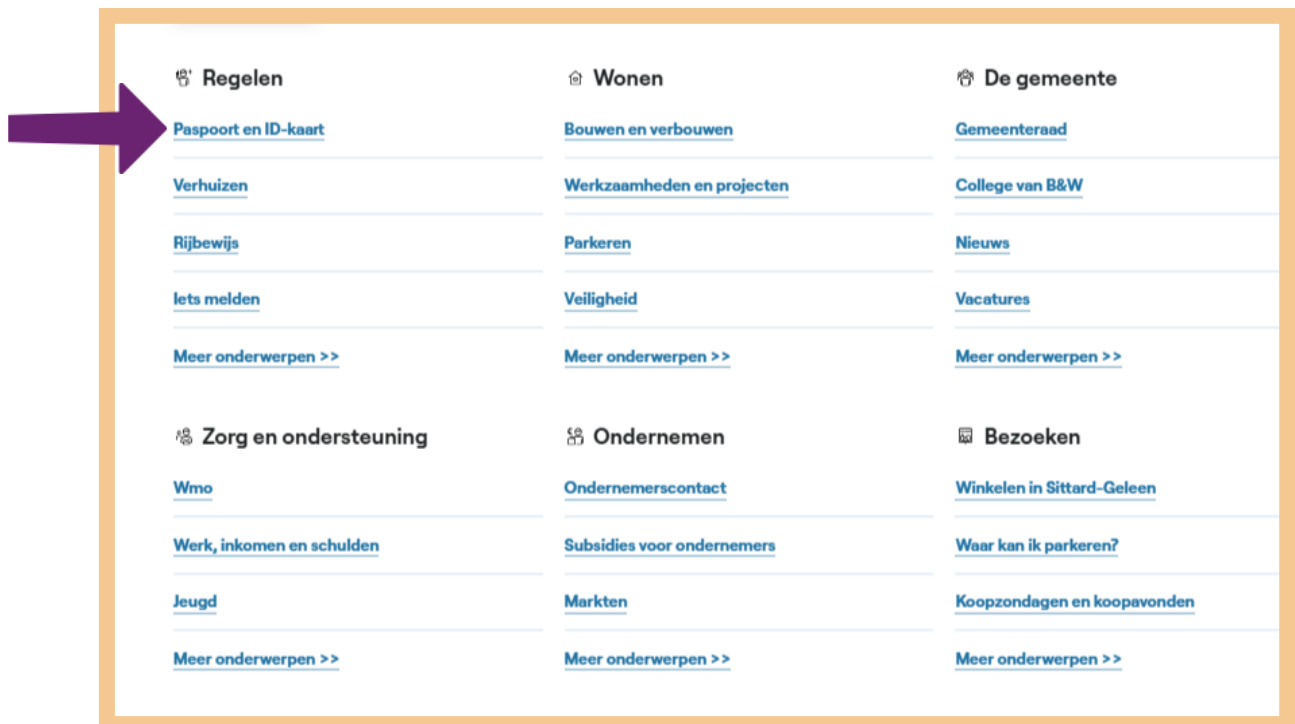 Regelen
Paspoort en ID-kaart
Verhuizen
Rijbewijs
Iets melden
Meer onderwerpen >>
Wonen
Bouwen en verbouwen
Werkzaamheden en projecten
Parkeren
Veiligheid
Meer onderwerpen >>
De gemeente
Gemeenteraad
College van B&W
Nieuws
Vacatures
Meer onderwerpen >>
Zorg en ondersteuning
Wmo
Werk, inkomen en schulden
Jeugd
Meer onderwerpen >>
Ondernemen
Ondernemerscontact
Subsidies voor ondernemers
Markten
Meer onderwerpen >>
Bezoeken
Winkelen in Sittard-Geleen
Waar kan ik parkeren?
Koopzondagen en koopavonden
Meer onderwerpen >>